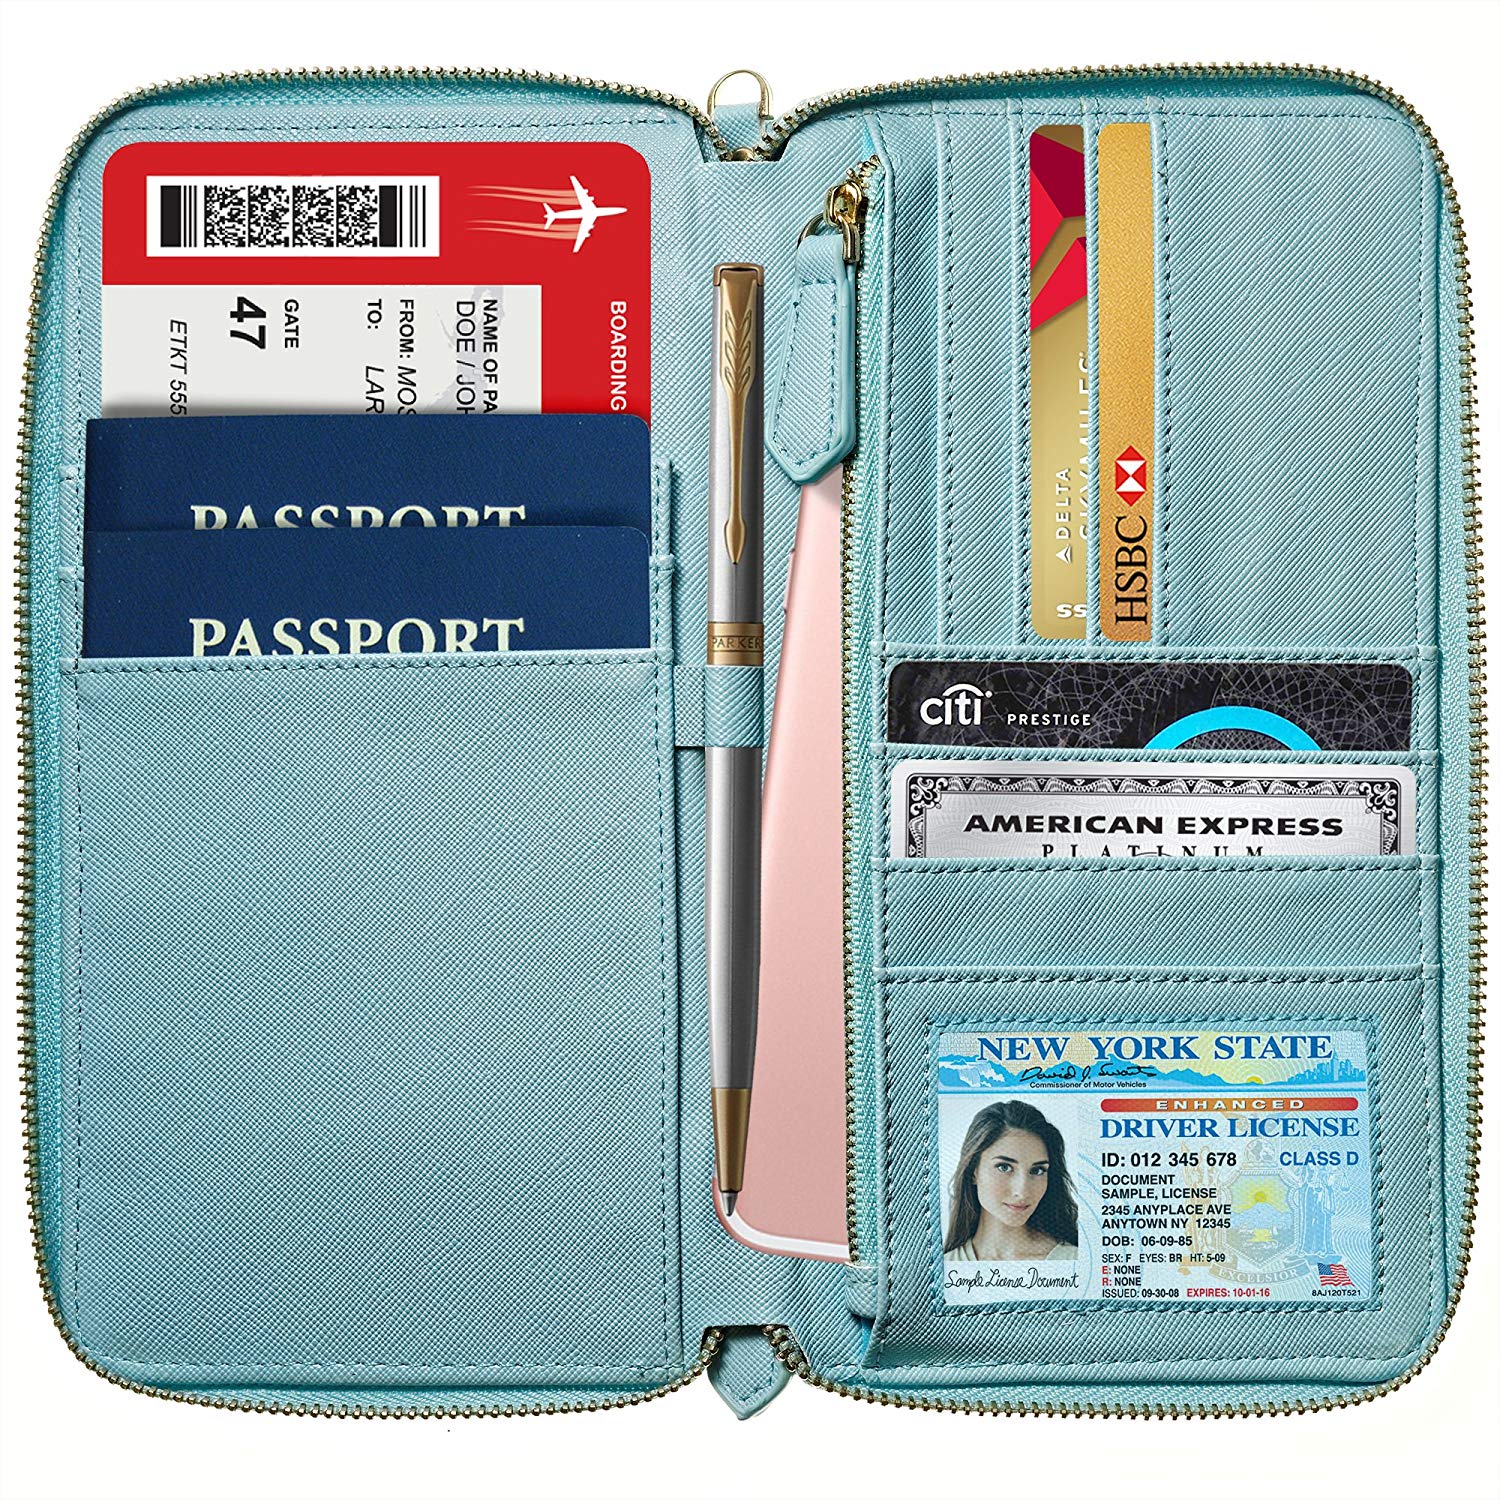 BOARDING
NAME OF PA
DOE / JOH
FROM: MOS
TO: LAR
GATE
47
ETKT 555
PASSPORT
PASSPORT
PARKER
DELTA
SKYMILES
SS
HSBC
citi PRESTIGE
AMERICAN EXPRESS
PLATINUM
NEW YORK STATE
David J. Swarts
Commissioner of Motor Vehicles
ENHANCED
DRIVER LICENSE
ID: 012 345 678 CLASS D
DOCUMENT
SAMPLE, LICENSE
2345 ANYPLACE AVE
ANYTOWN NY 12345
DOB: 06-09-85
SEX: F EYES: BR HT: 5-09
E: NONE
R: NONE
ISSUED: 09-30-08 EXPIRES: 10-01-16
EXCELSIOR
8AJ120T521
Sample License Document